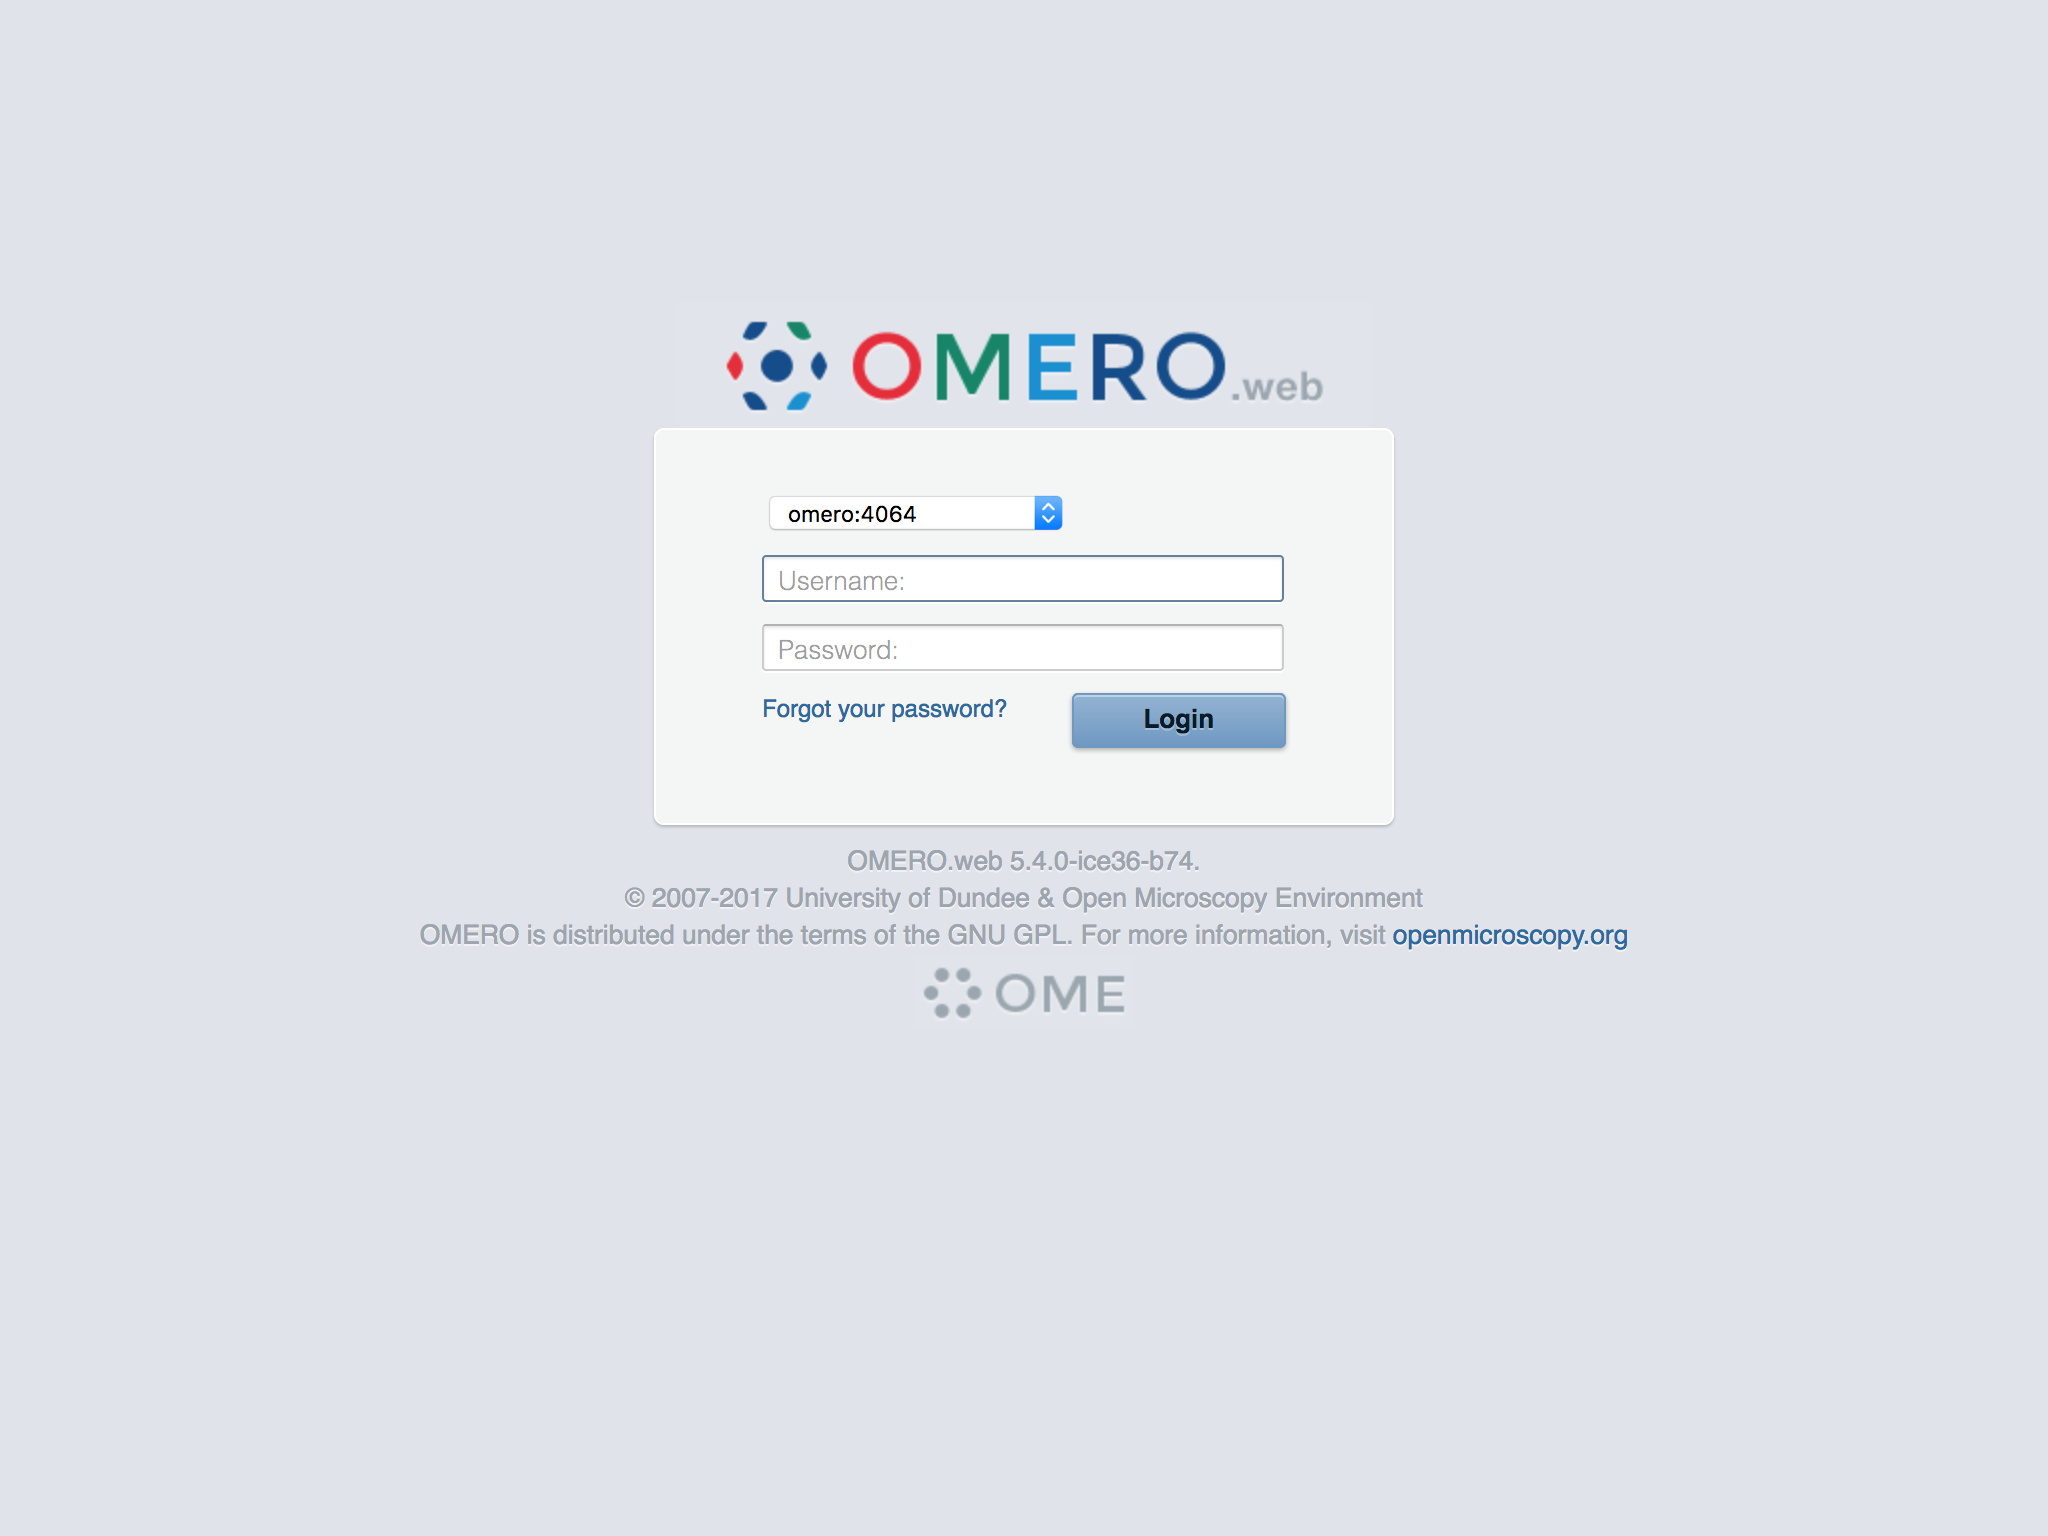 OMERO.web
omero:4064
Username:
Password:
Forgot your password?
Login
OMERO.web 5.4.0-ice36-b74.
© 2007-2017 University of Dundee & Open Microscopy Environment
OMERO is distributed under the terms of the GNU GPL. For more information, visit openmicroscopy.org
OME